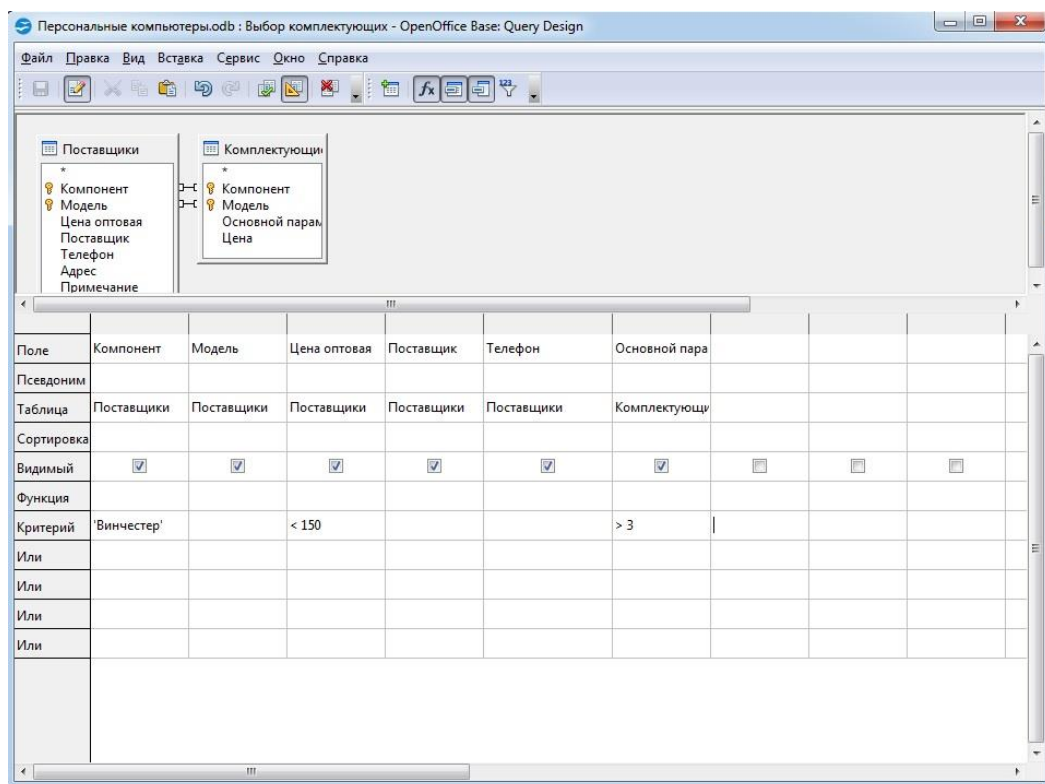 Персональные компьютеры.odb : Выбор комплектующих - OpenOffice Base: Query Design
Файл Правка Вид Вставка Сервис Окно Справка
fx 123
Поставщики
*
Компонент
Модель
Цена оптовая
Поставщик
Телефон
Адрес
Примечание
Комплектующи
*
Компонент
Модель
Основной парам
Цена
Поле Компонент Модель Цена оптовая Поставщик Телефон Основной пара
Псевдоним
Таблица Поставщики Поставщики Поставщики Поставщики Поставщики Комплектующи
Сортировка
Видимый
Функция
Критерий 'Винчестер' < 150 > 3
Или
Или
Или
Или